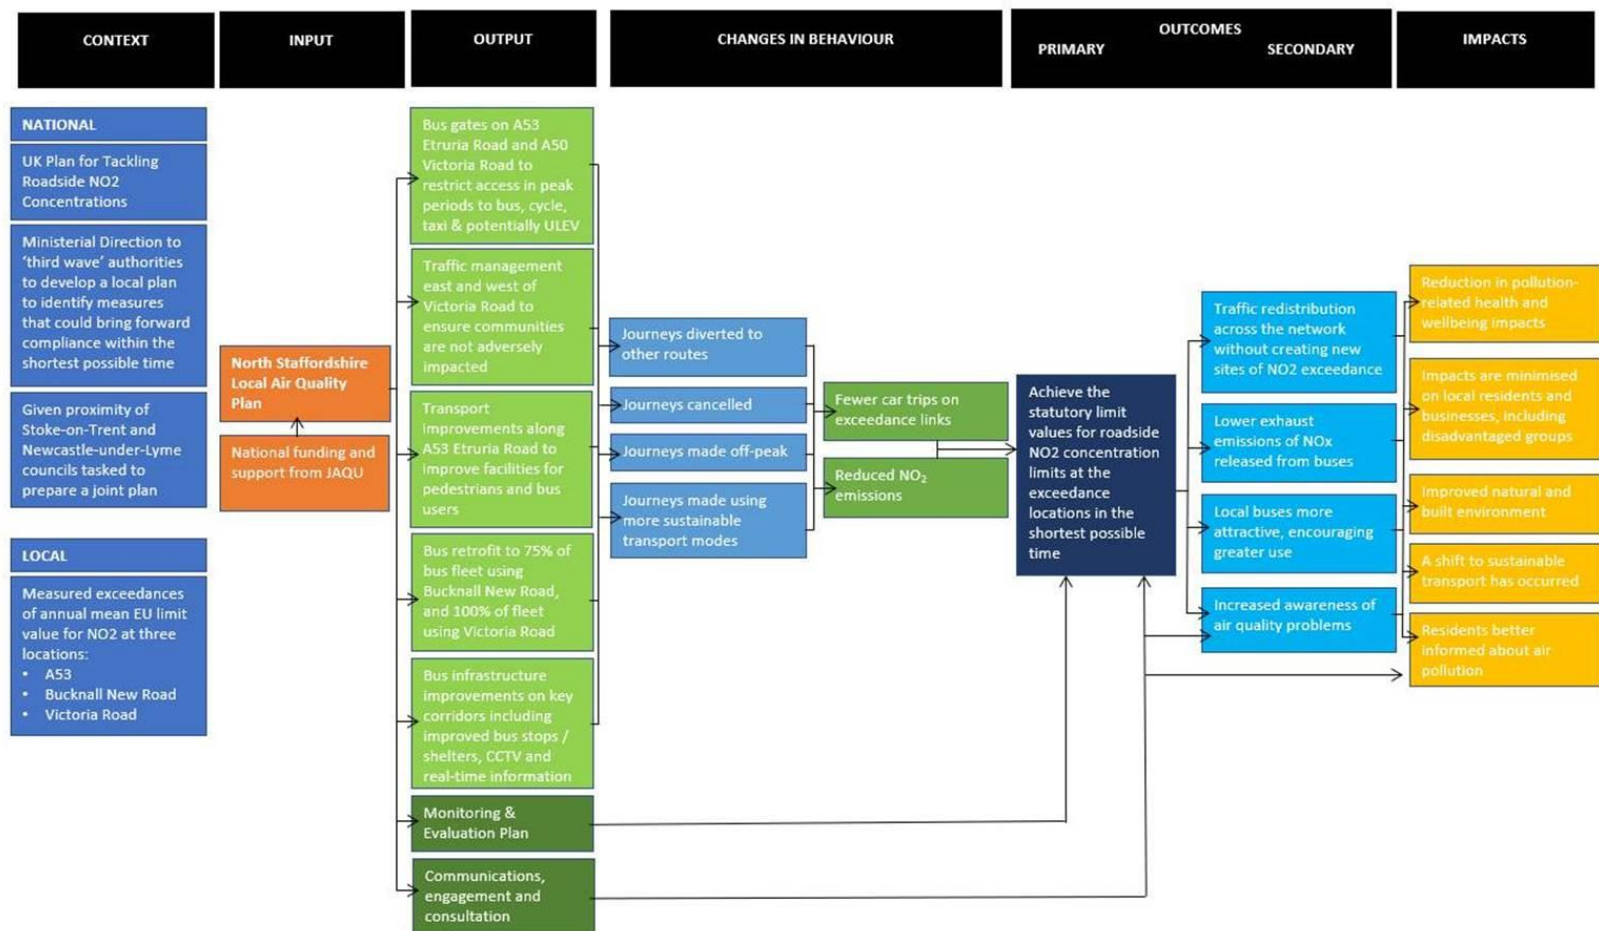 CONTEXT
INPUT
OUTPUT
CHANGES IN BEHAVIOUR
OUTCOMES
PRIMARY
SECONDARY
IMPACTS
NATIONAL
UK Plan for Tackling
Roadside NO2
Concentrations
Ministerial Direction to
‘third wave’ authorities
to develop a local plan
to identify measures
that could bring forward
compliance within the
shortest possible time
Given proximity of
Stoke-on-Trent and
Newcastle-under-Lyme
councils tasked to
prepare a joint plan
LOCAL
Measured exceedances
of annual mean EU limit
value for NO2 at three
locations:
• A53
• Bucknall New Road
• Victoria Road
North Staffordshire
Local Air Quality
Plan
National funding and
support from JAQU
Bus gates on A53
Etruria Road and A50
Victoria Road to
restrict access in peak
periods to bus, cycle,
taxi & potentially ULEV
Traffic management
east and west of
Victoria Road to
ensure communities
are not adversely
impacted
Transport
improvements along
A53 Etruria Road to
improve facilities for
pedestrians and bus
users
Bus retrofit to 75% of
bus fleet using
Bucknall New Road,
and 100% of fleet
using Victoria Road
Bus infrastructure
improvements on key
corridors including
improved bus stops /
shelters, CCTV and
real-time information
Monitoring &
Evaluation Plan
Communications,
engagement and
consultation
Journeys diverted to
other routes
Journeys cancelled
Journeys made off-peak
Journeys made using
more sustainable
transport modes
Fewer car trips on
exceedance links
Reduced NO₂
emissions
Achieve the
statutory limit
values for roadside
NO2 concentration
limits at the
exceedance
locations in the
shortest possible
time
Traffic redistribution
across the network
without creating new
sites of NO2 exceedance
Lower exhaust
emissions of NOx
released from buses
Local buses more
attractive, encouraging
greater use
Increased awareness of
air quality problems
Reduction in pollution-
related health and
wellbeing impacts
Impacts are minimised
on local residents and
businesses, including
disadvantaged groups
Improved natural and
built environment
A shift to sustainable
transport has occurred
Residents better
informed about air
pollution